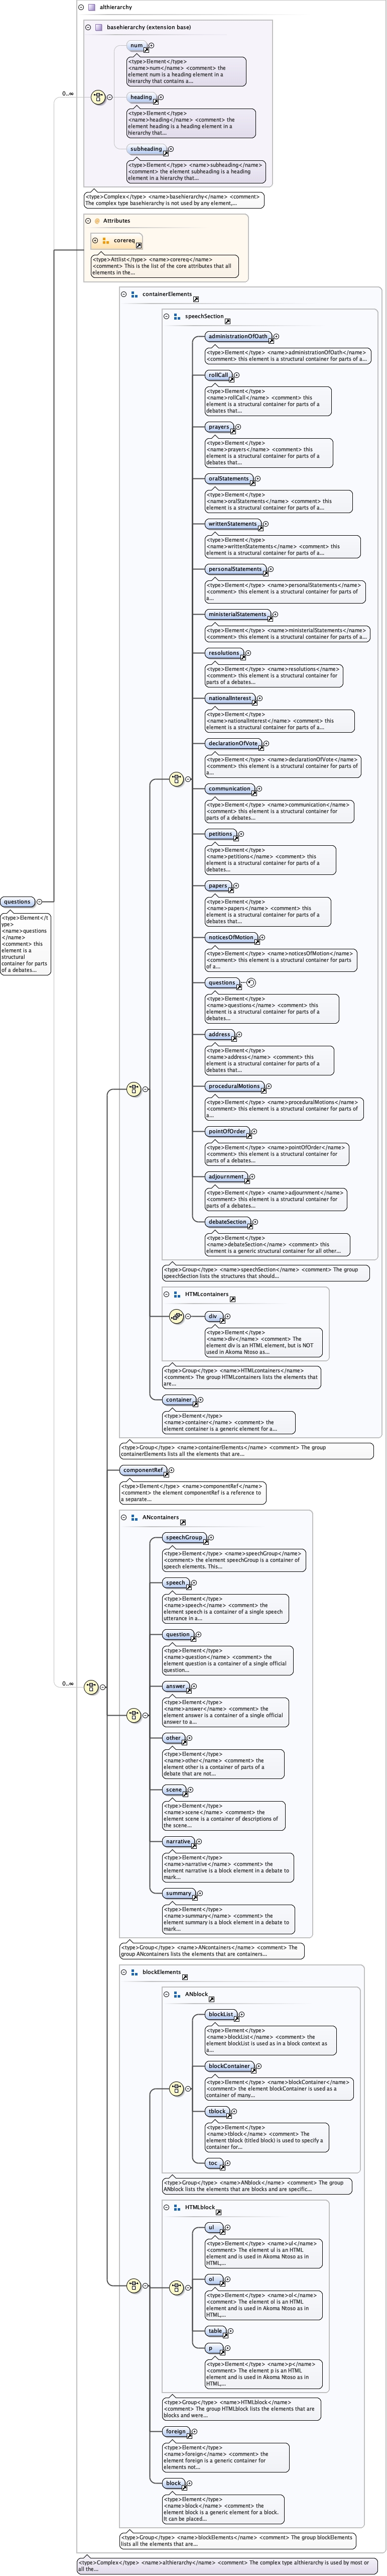 althierarchy
basehierarchy (extension base)
num
<type>Element</type>
<name>num</name> <comment> the
element num is a heading element in a
hierarchy that contains a...
0..∞
heading
<type>Element</type>
<name>heading</name> <comment> the
element heading is a heading element in a
hierarchy that...
subheading
<type>Element</type> <name>subheading</name>
<comment> the element subheading is a heading
element in a hierarchy that...
<type>Complex</type> <name>basehierarchy</name> <comment>
The complex type basehierarchy is not used by any element,...
Attributes
corereq
<type>Attlist</type> <name>corereq</name>
<comment> This is the list of the core attributes that all
elements in the...
containerElements
speechSection
administrationOfOath
<type>Element</type> <name>administrationOfOath</name>
<comment> this element is a structural container for parts of a...
rollCall
<type>Element</type>
<name>rollCall</name> <comment> this
element is a structural container for parts of a
debates that...
prayers
<type>Element</type>
<name>prayers</name> <comment> this
element is a structural container for parts of a
debates that...
oralStatements
<type>Element</type>
<name>oralStatements</name> <comment> this
element is a structural container for parts of a...
writtenStatements
<type>Element</type>
<name>writtenStatements</name> <comment> this
element is a structural container for parts of a...
personalStatements
<type>Element</type> <name>personalStatements</name>
<comment> this element is a structural container for parts of
a...
ministerialStatements
<type>Element</type> <name>ministerialStatements</name>
<comment> this element is a structural container for parts of a...
resolutions
<type>Element</type> <name>resolutions</name>
<comment> this element is a structural container for
parts of a debates...
nationalInterest
<type>Element</type>
<name>nationalInterest</name> <comment> this
element is a structural container for parts of a...
declarationOfVote
<type>Element</type> <name>declarationOfVote</name>
<comment> this element is a structural container for parts of
a...
communication
<type>Element</type> <name>communication</name>
<comment> this element is a structural container for
parts of a debates...
petitions
<type>Element</type>
<name>petitions</name> <comment> this
element is a structural container for parts of a
debates...
papers
<type>Element</type>
<name>papers</name> <comment> this
element is a structural container for parts of a
debates that...
noticesOfMotion
<type>Element</type> <name>noticesOfMotion</name>
<comment> this element is a structural container for parts
of a...
questions
<type>Element</type>
<name>questions</name> <comment> this
element is a structural container for parts of a
debates...
questions
<type>Element</t
ype>
<name>questions
</name>
<comment> this
element is a
structural
container for parts
of a debates...
address
<type>Element</type>
<name>address</name> <comment> this
element is a structural container for parts of a
debates that...
proceduralMotions
<type>Element</type> <name>proceduralMotions</name>
<comment> this element is a structural container for parts of
a...
pointOfOrder
<type>Element</type> <name>pointOfOrder</name>
<comment> this element is a structural container for
parts of a debates...
adjournment
<type>Element</type> <name>adjournment</name>
<comment> this element is a structural container for
parts of a debates...
debateSection
<type>Element</type>
<name>debateSection</name> <comment> this
element is a generic structural container for all other...
<type>Group</type> <name>speechSection</name> <comment> The group
speechSection lists the structures that should...
HTMLcontainers
div
<type>Element</type>
<name>div</name> <comment> The
element div is an HTML element, but is NOT
used in Akoma Ntoso as...
<type>Group</type> <name>HTMLcontainers</name>
<comment> The group HTMLcontainers lists the elements that
are...
container
<type>Element</type>
<name>container</name> <comment> the
element container is a generic element for a...
<type>Group</type> <name>containerElements</name> <comment> The group
containerElements lists all the elements that are...
componentRef
<type>Element</type> <name>componentRef</name>
<comment> the element componentRef is a reference to
a separate...
ANcontainers
speechGroup
<type>Element</type> <name>speechGroup</name>
<comment> the element speechGroup is a container of
speech elements. This...
speech
<type>Element</type>
<name>speech</name> <comment> the
element speech is a container of a single speech
utterance in a...
question
<type>Element</type>
<name>question</name> <comment> the
element question is a container of a single official
question...
0..∞
answer
<type>Element</type>
<name>answer</name> <comment> the
element answer is a container of a single official
answer to a...
other
<type>Element</type>
<name>other</name> <comment> the
element other is a container of parts of a
debate that are not...
scene
<type>Element</type>
<name>scene</name> <comment> the
element scene is a container of descriptions of
the scene...
narrative
<type>Element</type>
<name>narrative</name> <comment> the
element narrative is a block element in a debate to
mark...
summary
<type>Element</type>
<name>summary</name> <comment> the
element summary is a block element in a debate to
mark...
<type>Group</type> <name>ANcontainers</name> <comment> The
group ANcontainers lists the elements that are containers...
blockElements
ANblock
blockList
<type>Element</type>
<name>blockList</name> <comment> the
element blockList is used as in a block context as
a...
blockContainer
<type>Element</type> <name>blockContainer</name>
<comment> the element blockContainer is used as a
container of many...
tblock
<type>Element</type>
<name>tblock</name> <comment> The
element tblock (titled block) is used to specify a
container for...
toc
<type>Group</type> <name>ANblock</name> <comment> The group
ANblock lists the elements that are blocks and are specific...
HTMLblock
ul
<type>Element</type> <name>ul</name>
<comment> The element ul is an HTML
element and is used in Akoma Ntoso as in
HTML,...
ol
<type>Element</type> <name>ol</name>
<comment> The element ol is an HTML
element and is used in Akoma Ntoso as in
HTML,...
table
p
<type>Element</type> <name>p</name>
<comment> The element p is an HTML
element and is used in Akoma Ntoso as in
HTML,...
<type>Group</type> <name>HTMLblock</name>
<comment> The group HTMLblock lists the elements that are
blocks and were...
foreign
<type>Element</type>
<name>foreign</name> <comment> the
element foreign is a generic container for
elements not...
block
<type>Element</type>
<name>block</name> <comment> the
element block is a generic element for a block.
It can be placed...
<type>Group</type> <name>blockElements</name> <comment> The group blockElements
lists all the elements that are...
<type>Complex</type> <name>althierarchy</name> <comment> The complex type althierarchy is used by most or
all the...